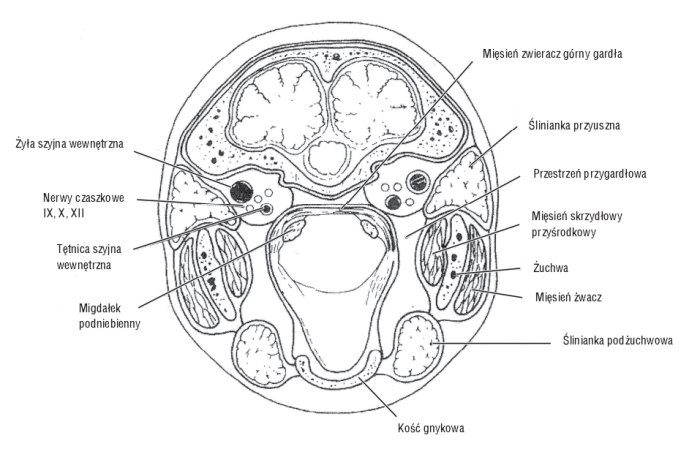 Mięsień zwieracz górny gardła
Ślinianka przyuszna
Żyła szyjna wewnętrzna
Przestrzeń przygardłowa
Nerwy czaszkowe
IX, X, XII
Mięsień skrzydłowy
przyśrodkowy
Tętnica szyjna
wewnętrzna
Żuchwa
Mięsień żwacz
Migdałek
podniebienny
Ślinianka podżuchwowa
Kość gnykowa